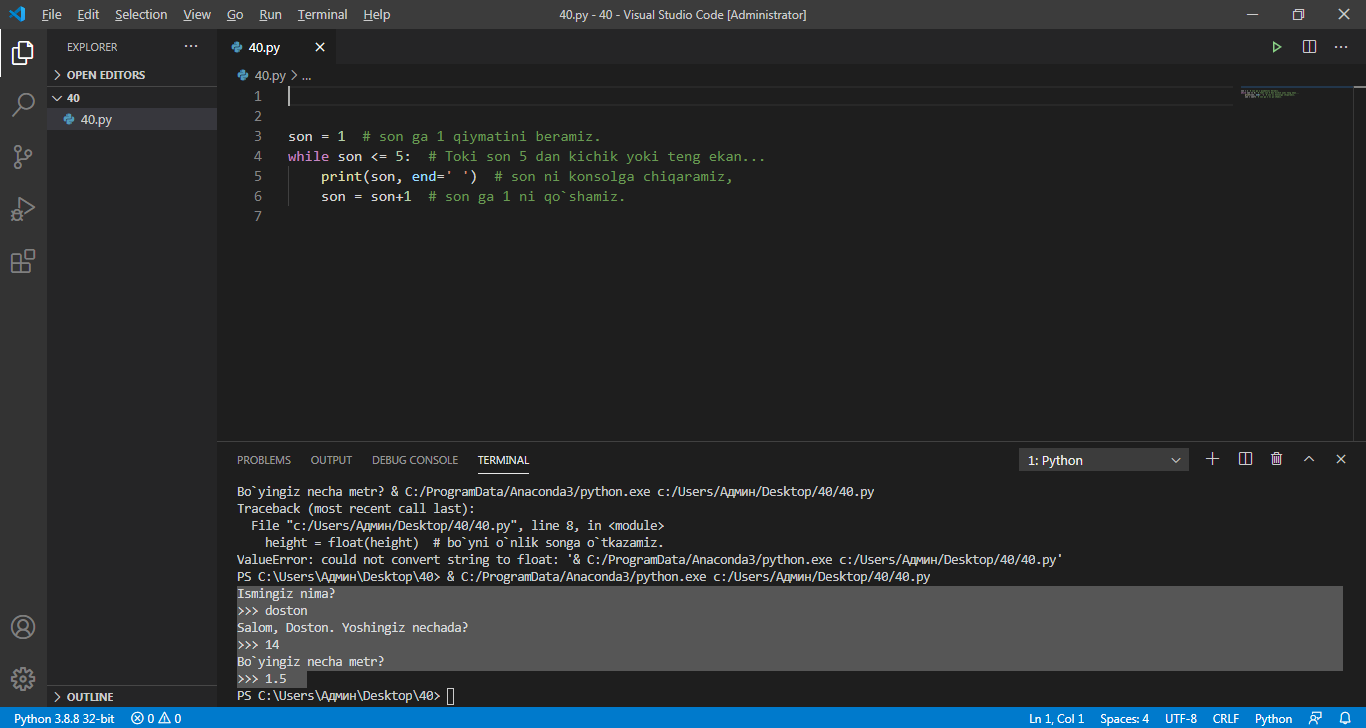 File Edit Selection View Go Run Terminal Help 40.py - 40 - Visual Studio Code [Administrator]
EXPLORER ...
OPEN EDITORS
40
40.py
OUTLINE
40.py
40.py > ...
1
2
3 son = 1  # son ga 1 qiymatini beramiz.
4 while son <= 5:  # Toki son 5 dan kichik yoki teng ekan...
5     print(son, end=' ')  # son ni konsolga chiqaramiz,
6     son = son+1  # son ga 1 ni qo`shamiz.
7
PROBLEMS OUTPUT DEBUG CONSOLE TERMINAL 1: Python
Bo`yingiz necha metr? & C:/ProgramData/Anaconda3/python.exe c:/Users/Админ/Desktop/40/40.py
Traceback (most recent call last):
  File "c:/Users/Админ/Desktop/40/40.py", line 8, in <module>
    height = float(height)  # bo`yni o`nlik songa o`tkazamiz.
ValueError: could not convert string to float: '& C:/ProgramData/Anaconda3/python.exe c:/Users/Админ/Desktop/40/40.py'
PS C:\Users\Админ\Desktop\40> & C:/ProgramData/Anaconda3/python.exe c:/Users/Админ/Desktop/40/40.py
Ismingiz nima?
>>> doston
Salom, Doston. Yoshingiz nechada?
>>> 14
Bo`yingiz necha metr?
>>> 1.5
PS C:\Users\Админ\Desktop\40>
Python 3.8.8 32-bit 0 0 Ln 1, Col 1 Spaces: 4 UTF-8 CRLF Python